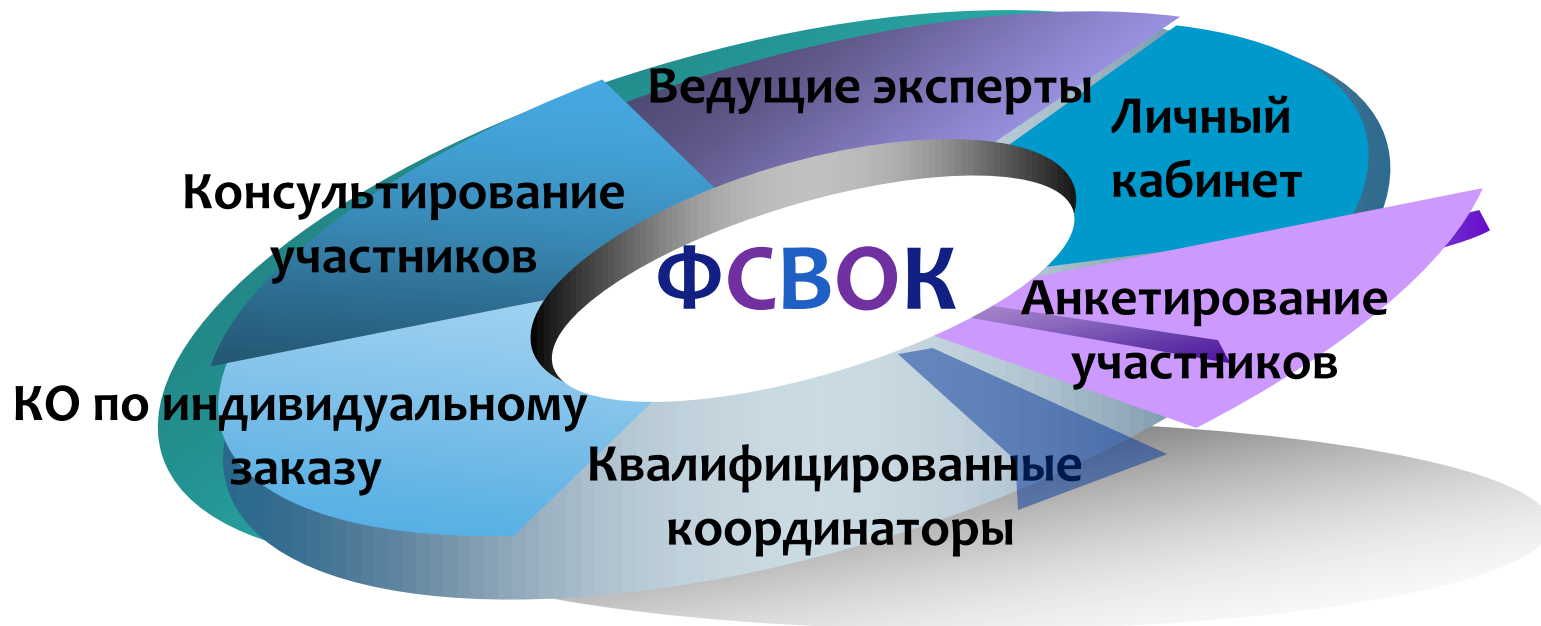 Ведущие эксперты
Личный
кабинет
Консультирование
участников
ФСВОК
Анкетирование
участников
КО по индивидуальному
заказу
Квалифицированные
координаторы